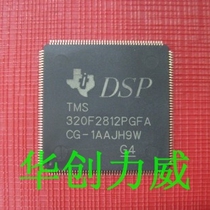 DSP
TMS
320F2812PGFA
CG-1AAJH9W
G4
华创力威